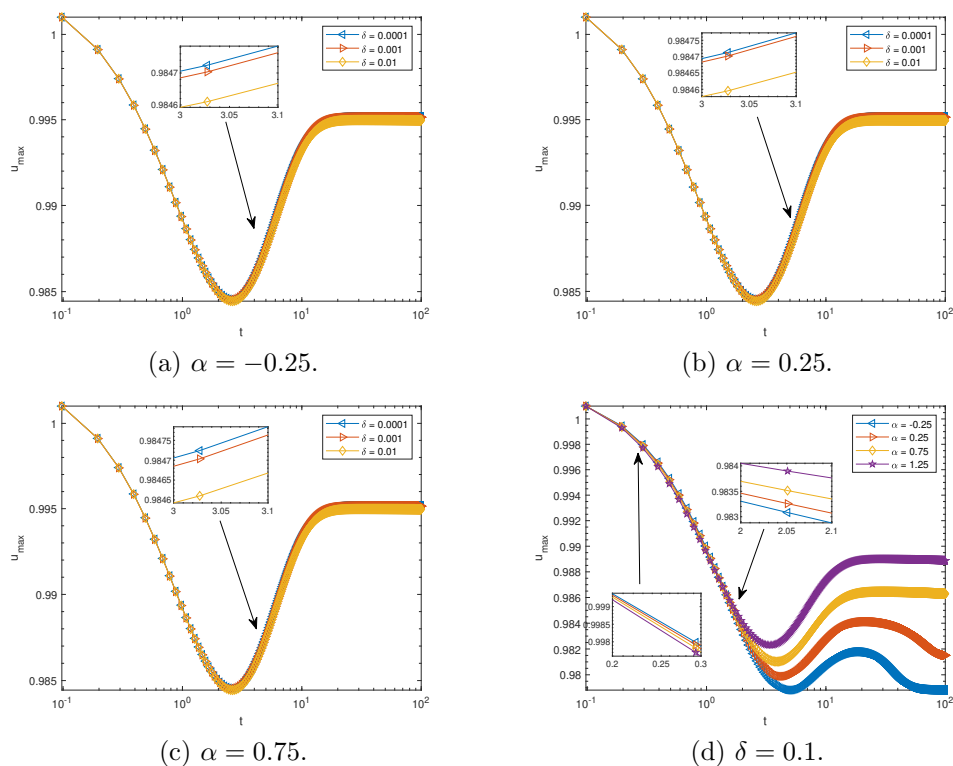 1
0.995
0.99
0.985
u_max
10^-1
10^0
10^1
10^2
t
δ = 0.0001
δ = 0.001
δ = 0.01
0.9847
0.9846
3
3.05
3.1
(a) α = −0.25.
1
0.995
0.99
0.985
u_max
10^-1
10^0
10^1
10^2
t
δ = 0.0001
δ = 0.001
δ = 0.01
0.98475
0.9847
0.98465
0.9846
3
3.05
3.1
(b) α = 0.25.
1
0.995
0.99
0.985
u_max
10^-1
10^0
10^1
10^2
t
δ = 0.0001
δ = 0.001
δ = 0.01
0.98475
0.9847
0.98465
0.9846
3
3.05
3.1
(c) α = 0.75.
1
0.998
0.996
0.994
0.992
0.99
0.988
0.986
0.984
0.982
0.98
u_max
10^-1
10^0
10^1
10^2
t
α = -0.25
α = 0.25
α = 0.75
α = 1.25
0.984
0.9835
0.983
2
2.05
2.1
0.999
0.9985
0.998
0.2
0.25
0.3
(d) δ = 0.1.